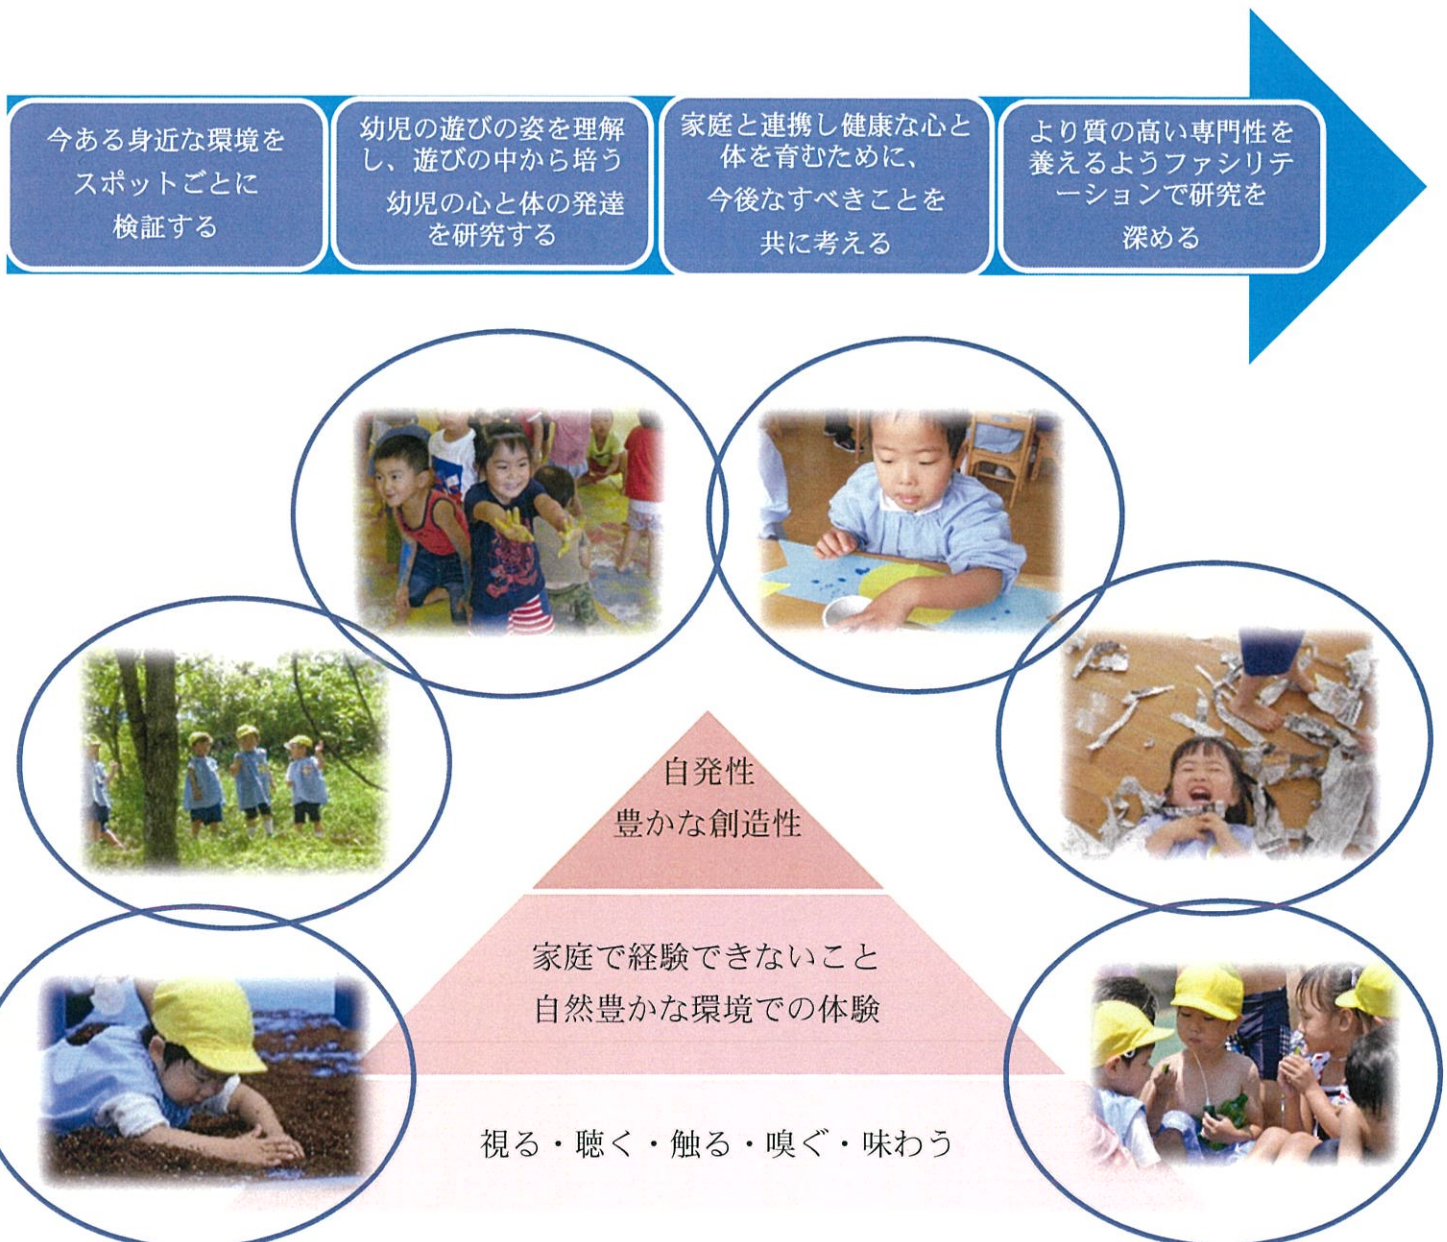 今ある身近な環境を
スポットごとに
検証する
幼児の遊びの姿を理解
し、遊びの中から培う
幼児の心と体の発達
を研究する
家庭と連携し健康な心と
体を育むために、
今後なすべきことを
共に考える
より質の高い専門性を
養えるようファシリテ
ーションで研究を
深める
自発性
豊かな創造性
家庭で経験できないこと
自然豊かな環境での体験
視る・聴く・触る・嗅ぐ・味わう